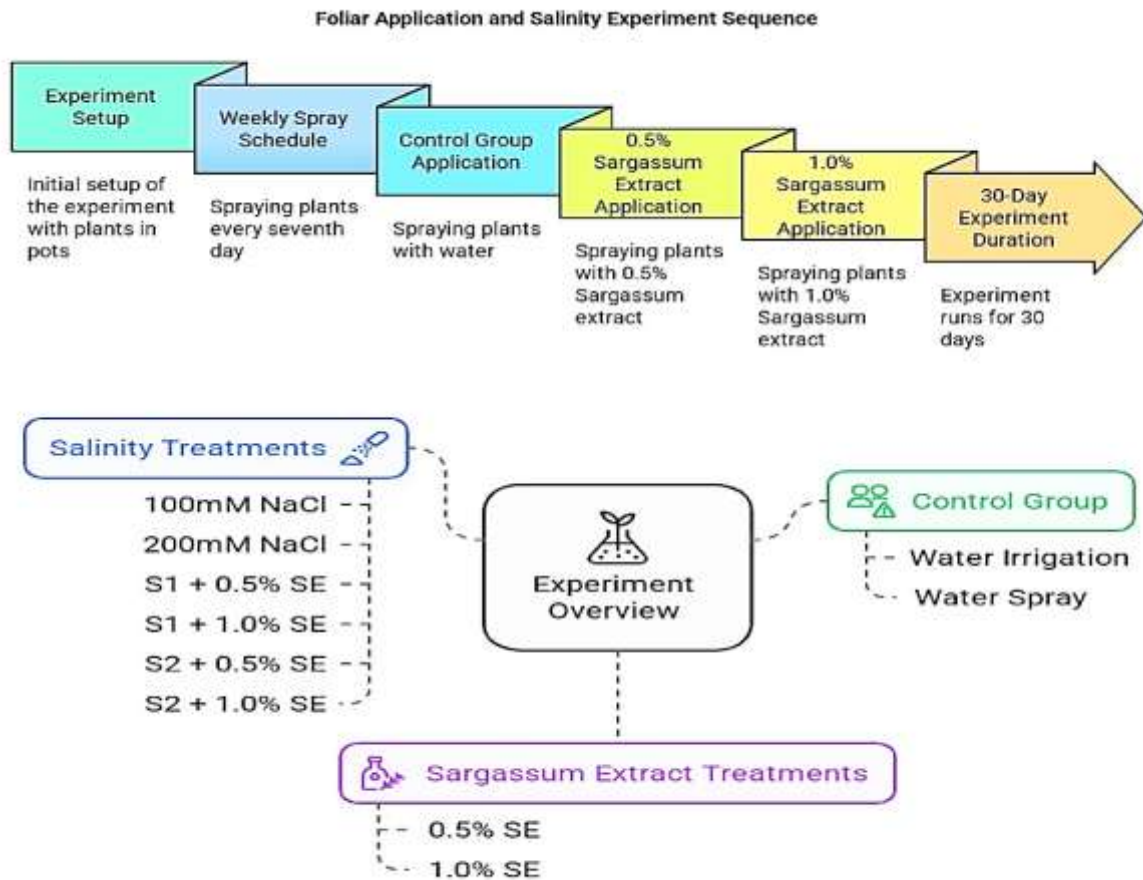 Foliar Application and Salinity Experiment Sequence
Experiment
Setup
Initial setup of
the experiment
with plants in
pots
Weekly Spray
Schedule
Spraying plants
every seventh
day
Control Group
Application
Spraying plants
with water
0.5%
Sargassum
Extract
Application
Spraying plants
with 0.5%
Sargassum
extract
1.0%
Sargassum
Extract
Application
Spraying plants
with 1.0%
Sargassum
extract
30-Day
Experiment
Duration
Experiment
runs for 30
days
Salinity Treatments
100mM NaCl
200mM NaCl
S1 + 0.5% SE
S1 + 1.0% SE
S2 + 0.5% SE
S2 + 1.0% SE
Experiment
Overview
Control Group
Water Irrigation
Water Spray
Sargassum Extract Treatments
0.5% SE
1.0% SE